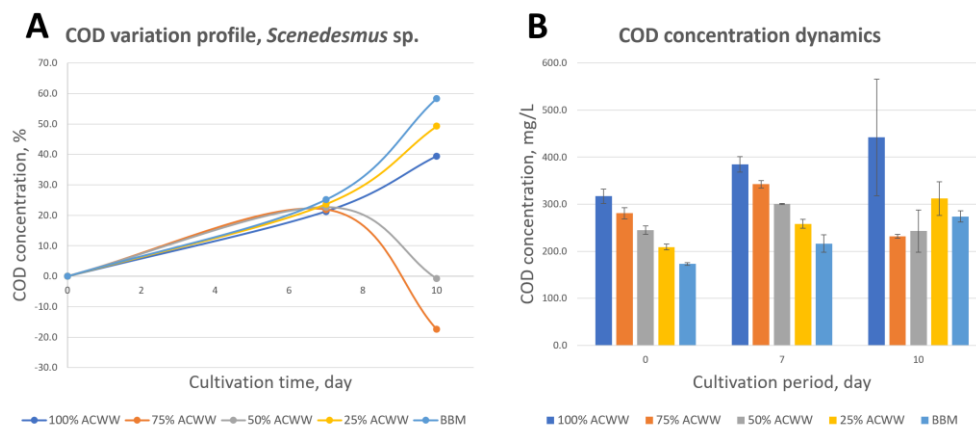 A
COD variation profile, Scenedesmus sp.
COD concentration, %
70.0
60.0
50.0
40.0
30.0
20.0
10.0
0.0
-10.0
-20.0
-30.0
0 2 4 6 8 10
Cultivation time, day
100% ACWW 75% ACWW 50% ACWW 25% ACWW BBM
B
COD concentration dynamics
COD concentration, mg/L
600.0
500.0
400.0
300.0
200.0
100.0
0.0
0 7 10
Cultivation period, day
100% ACWW 75% ACWW 50% ACWW 25% ACWW BBM